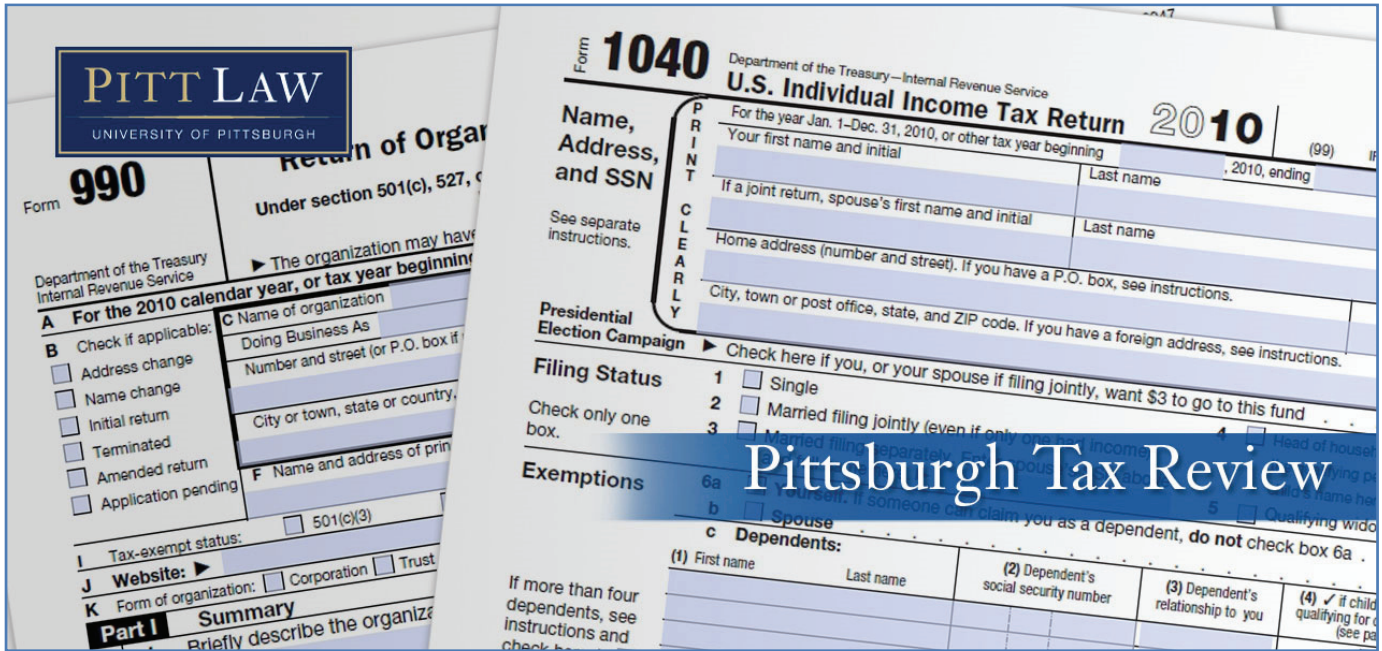 PITT LAW
UNIVERSITY OF PITTSBURGH
Form 990
Return of Organ
Under section 501(c), 527,
Department of the Treasury
Internal Revenue Service
▶ The organization may have
A For the 2010 calendar year, or tax year beginning
B Check if applicable:
Address change
Name change
Initial return
Terminated
Amended return
Application pending
C Name of organization
Doing Business As
Number and street (or P.O. box if
City or town, state or country,
F Name and address of prin
I Tax-exempt status:
501(c)(3)
J Website: ▶
K Form of organization: Corporation Trust
Part I Summary
Briefly describe the organiza
Form 1040
Department of the Treasury—Internal Revenue Service
U.S. Individual Income Tax Return 2010
(99)
Name,
Address,
and SSN
See separate
instructions.
PRINT CLEARLY
For the year Jan. 1–Dec. 31, 2010, or other tax year beginning , 2010, ending
Your first name and initial
Last name
If a joint return, spouse's first name and initial
Last name
Home address (number and street). If you have a P.O. box, see instructions.
City, town or post office, state, and ZIP code. If you have a foreign address, see instructions.
Presidential
Election Campaign
▶ Check here if you, or your spouse if filing jointly, want $3 to go to this fund . .
Filing Status
Check only one
box.
1 Single
2 Married filing jointly (even if only one had income)
3 Married filing separately.
4 Head of househ
5 Qualifying wido
Pittsburgh Tax Review
Exemptions
6a Yourself. If someone can claim you as a dependent, do not check box 6a .
b Spouse
c Dependents:
(1) First name Last name
(2) Dependent's
social security number
(3) Dependent's
relationship to you
(4) ✓ if child
qualifying for
(see pa
If more than four
dependents, see
instructions and
check